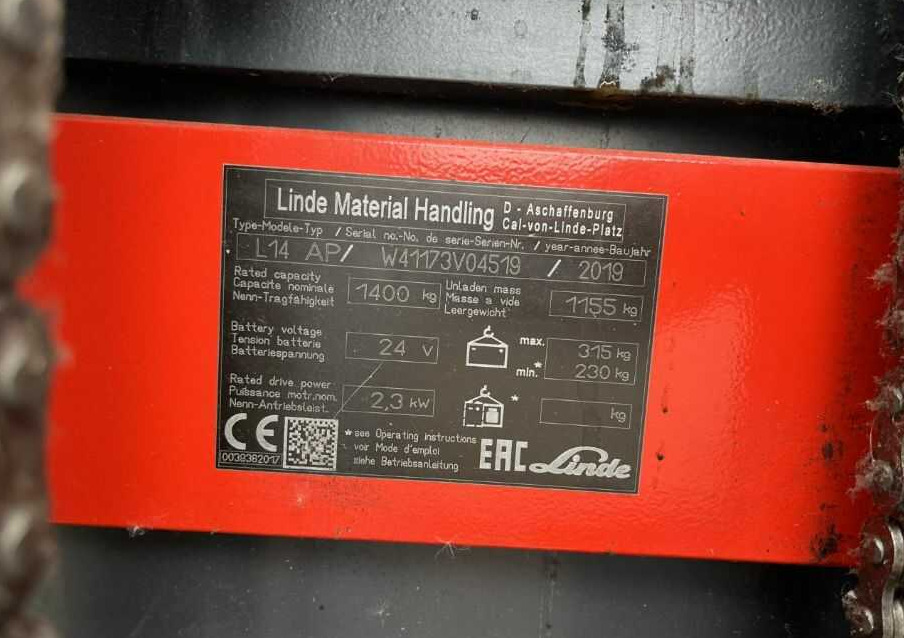 Linde Material Handling D - Aschaffenburg
Cal-von-Linde-Platz
Type-Modele-Typ / Serial no.-No. de serie-Serien-Nr. / year-annee-Baujahr
L14 AP/ W41173V04519 / 2019
Rated capacity
Capacite nominale
Nenn-Tragfähigkeit
1400 kg
Unladen mass
Masse a vide
Leergewicht
1155 kg
Battery voltage
Tension batterie
Batteriespannung
24 V
max. 315 kg
min.* 230 kg
Rated drive power
Puissance motr.nom.
Nenn-Antriebsleist.
2,3 kW
* kg
CE
0039382017
* see Operating instructions
voir Mode d'emploi
siehe Betriebsanleitung
EAC Linde